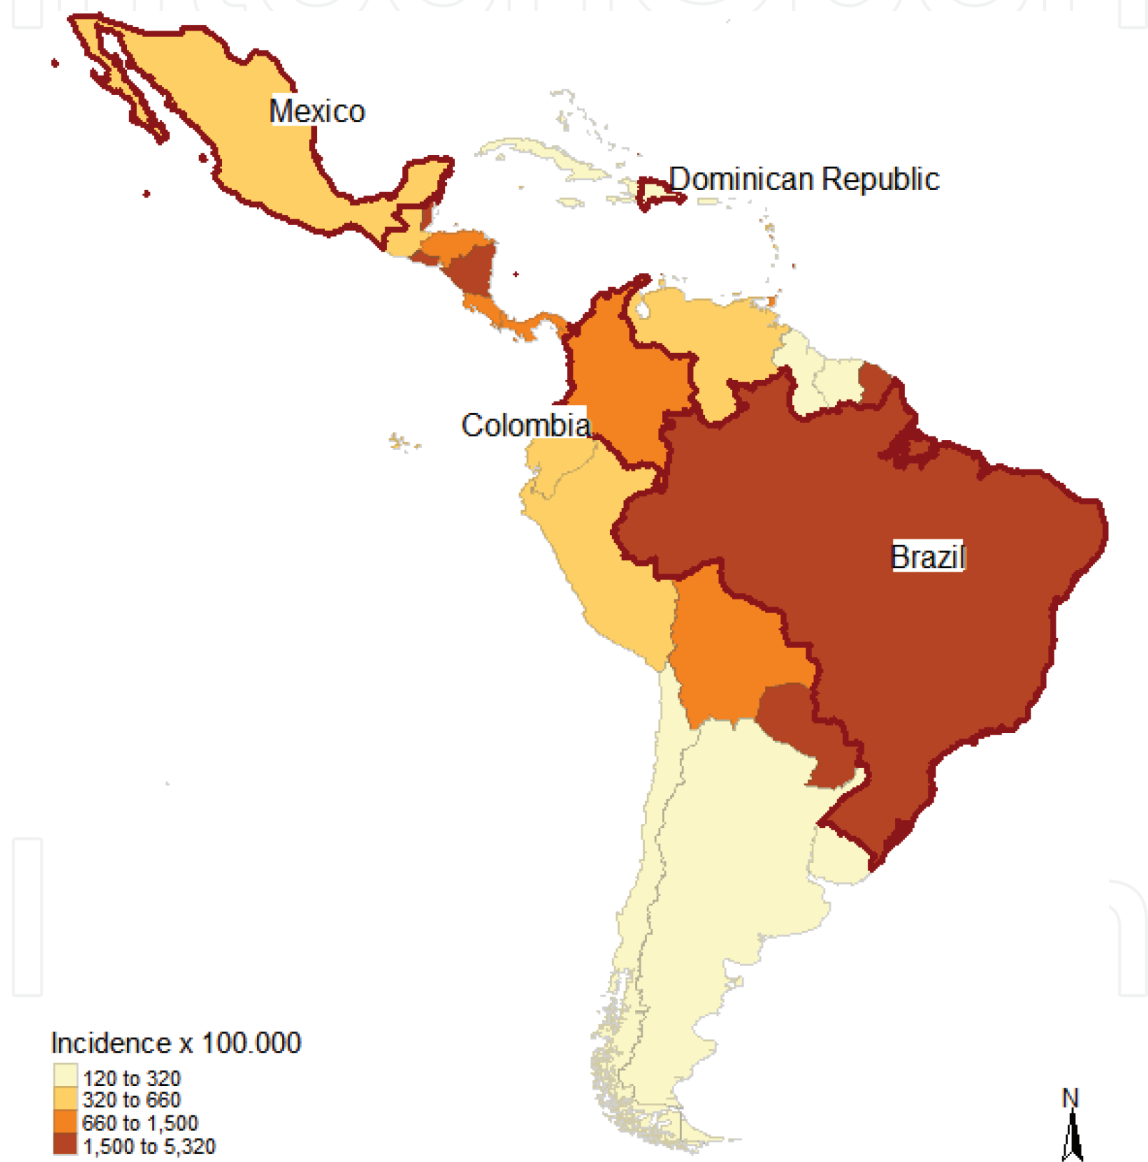 Mexico
Dominican Republic
Colombia
Brazil
Incidence x 100.000
120 to 320
320 to 660
660 to 1,500
1,500 to 5,320
N